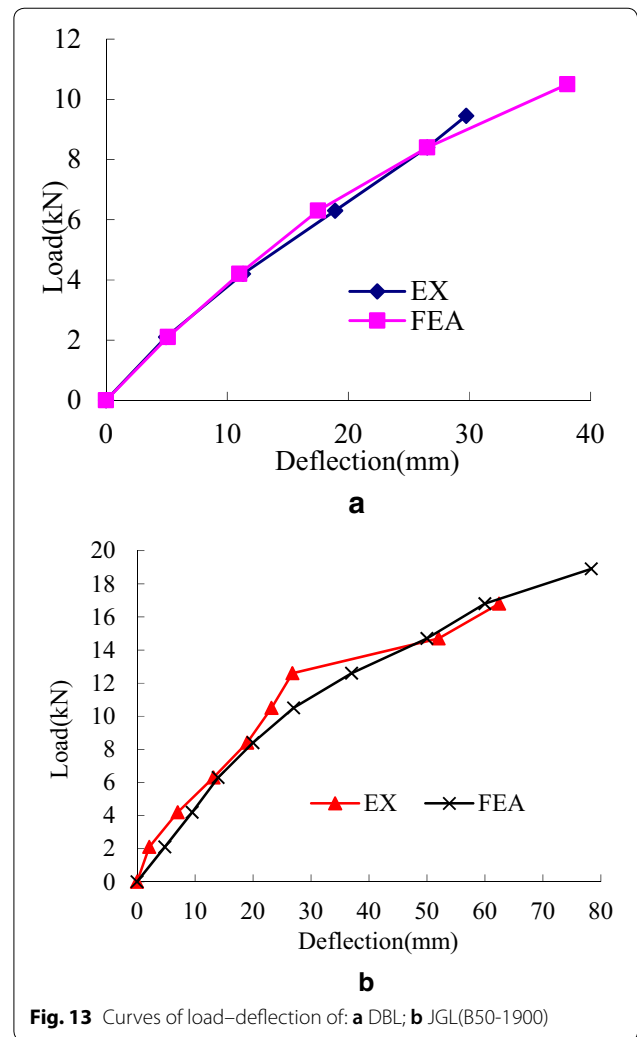 12
10
8
6
4
2
0
Load(kN)
EX
FEA
0 10 20 30 40
Deflection(mm)
a
20
18
16
14
12
10
8
6
4
2
0
Load(kN)
EX FEA
0 10 20 30 40 50 60 70 80
Deflection(mm)
b
Fig. 13 Curves of load–deflection of: a DBL; b JGL(B50-1900)